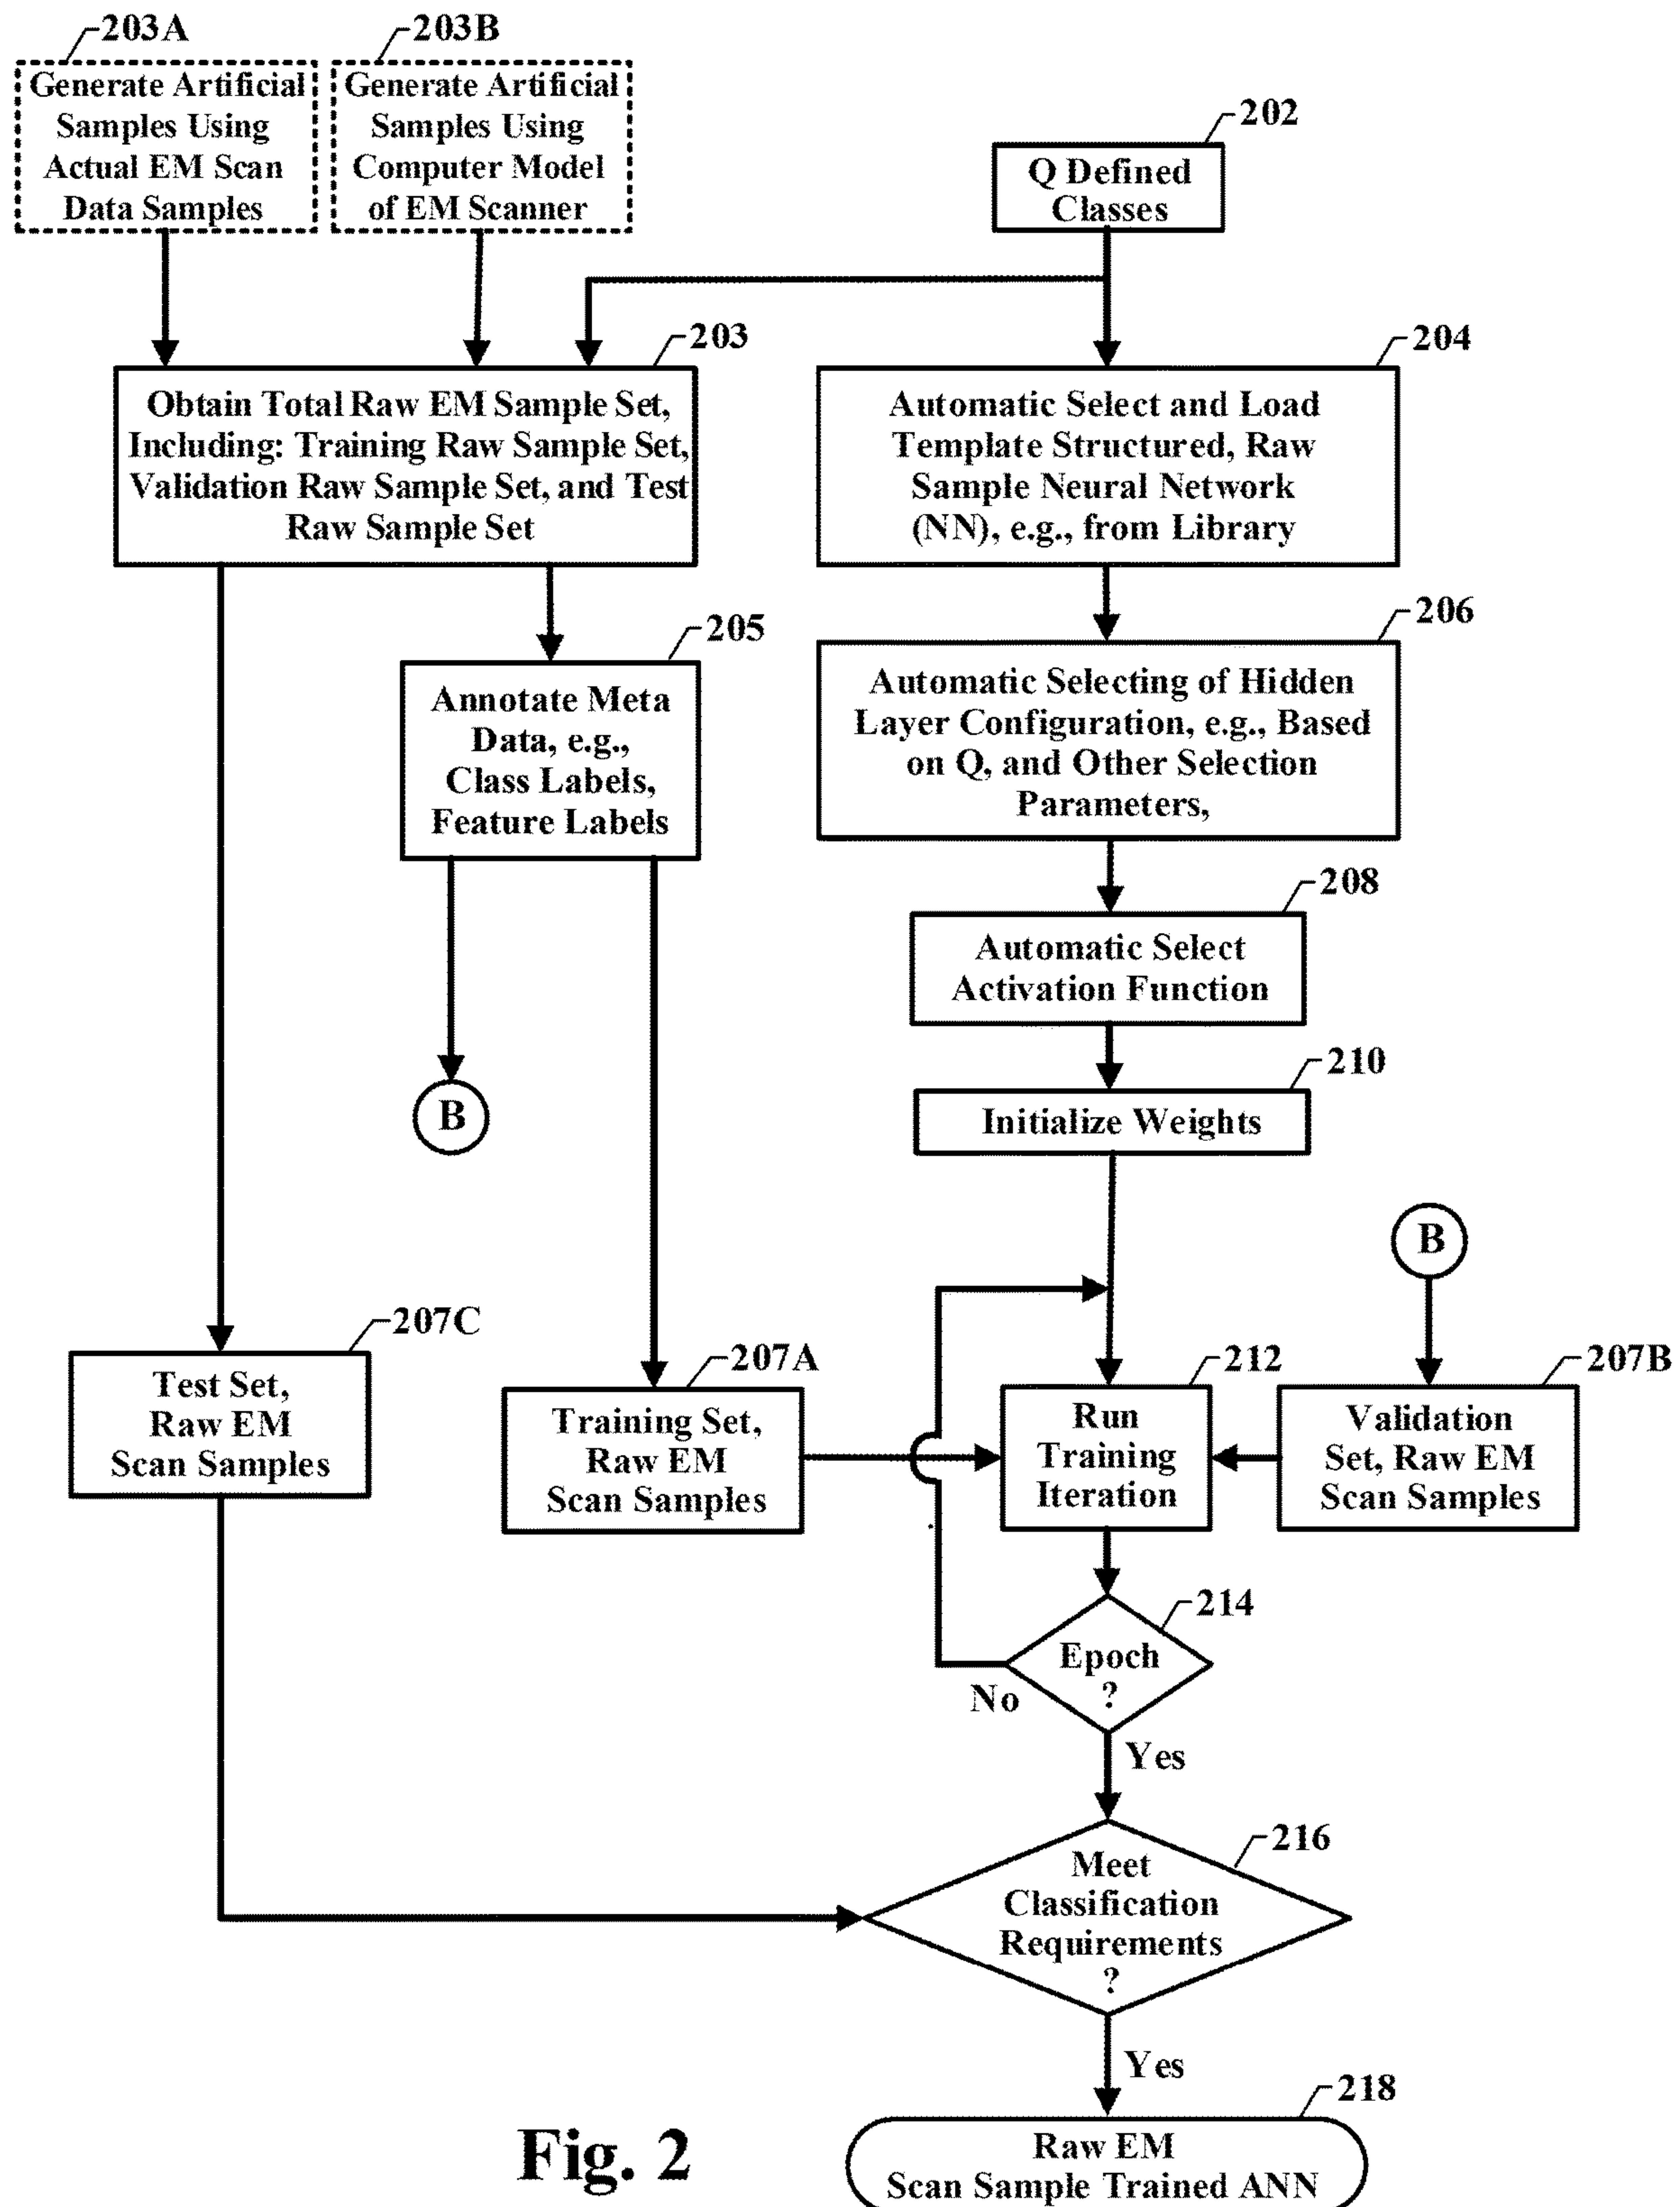 203A
Generate Artificial
Samples Using
Actual EM Scan
Data Samples
203B
Generate Artificial
Samples Using
Computer Model
of EM Scanner
202
Q Defined
Classes
203
Obtain Total Raw EM Sample Set,
Including: Training Raw Sample Set,
Validation Raw Sample Set, and Test
Raw Sample Set
204
Automatic Select and Load
Template Structured, Raw
Sample Neural Network
(NN), e.g., from Library
205
Annotate Meta
Data, e.g.,
Class Labels,
Feature Labels
206
Automatic Selecting of Hidden
Layer Configuration, e.g., Based
on Q, and Other Selection
Parameters,
208
Automatic Select
Activation Function
B
210
Initialize Weights
B
207C
Test Set,
Raw EM
Scan Samples
207A
Training Set,
Raw EM
Scan Samples
212
Run
Training
Iteration
207B
Validation
Set, Raw EM
Scan Samples
214
Epoch
?
No
Yes
216
Meet
Classification
Requirements
?
Yes
218
Raw EM
Scan Sample Trained ANN
Fig. 2